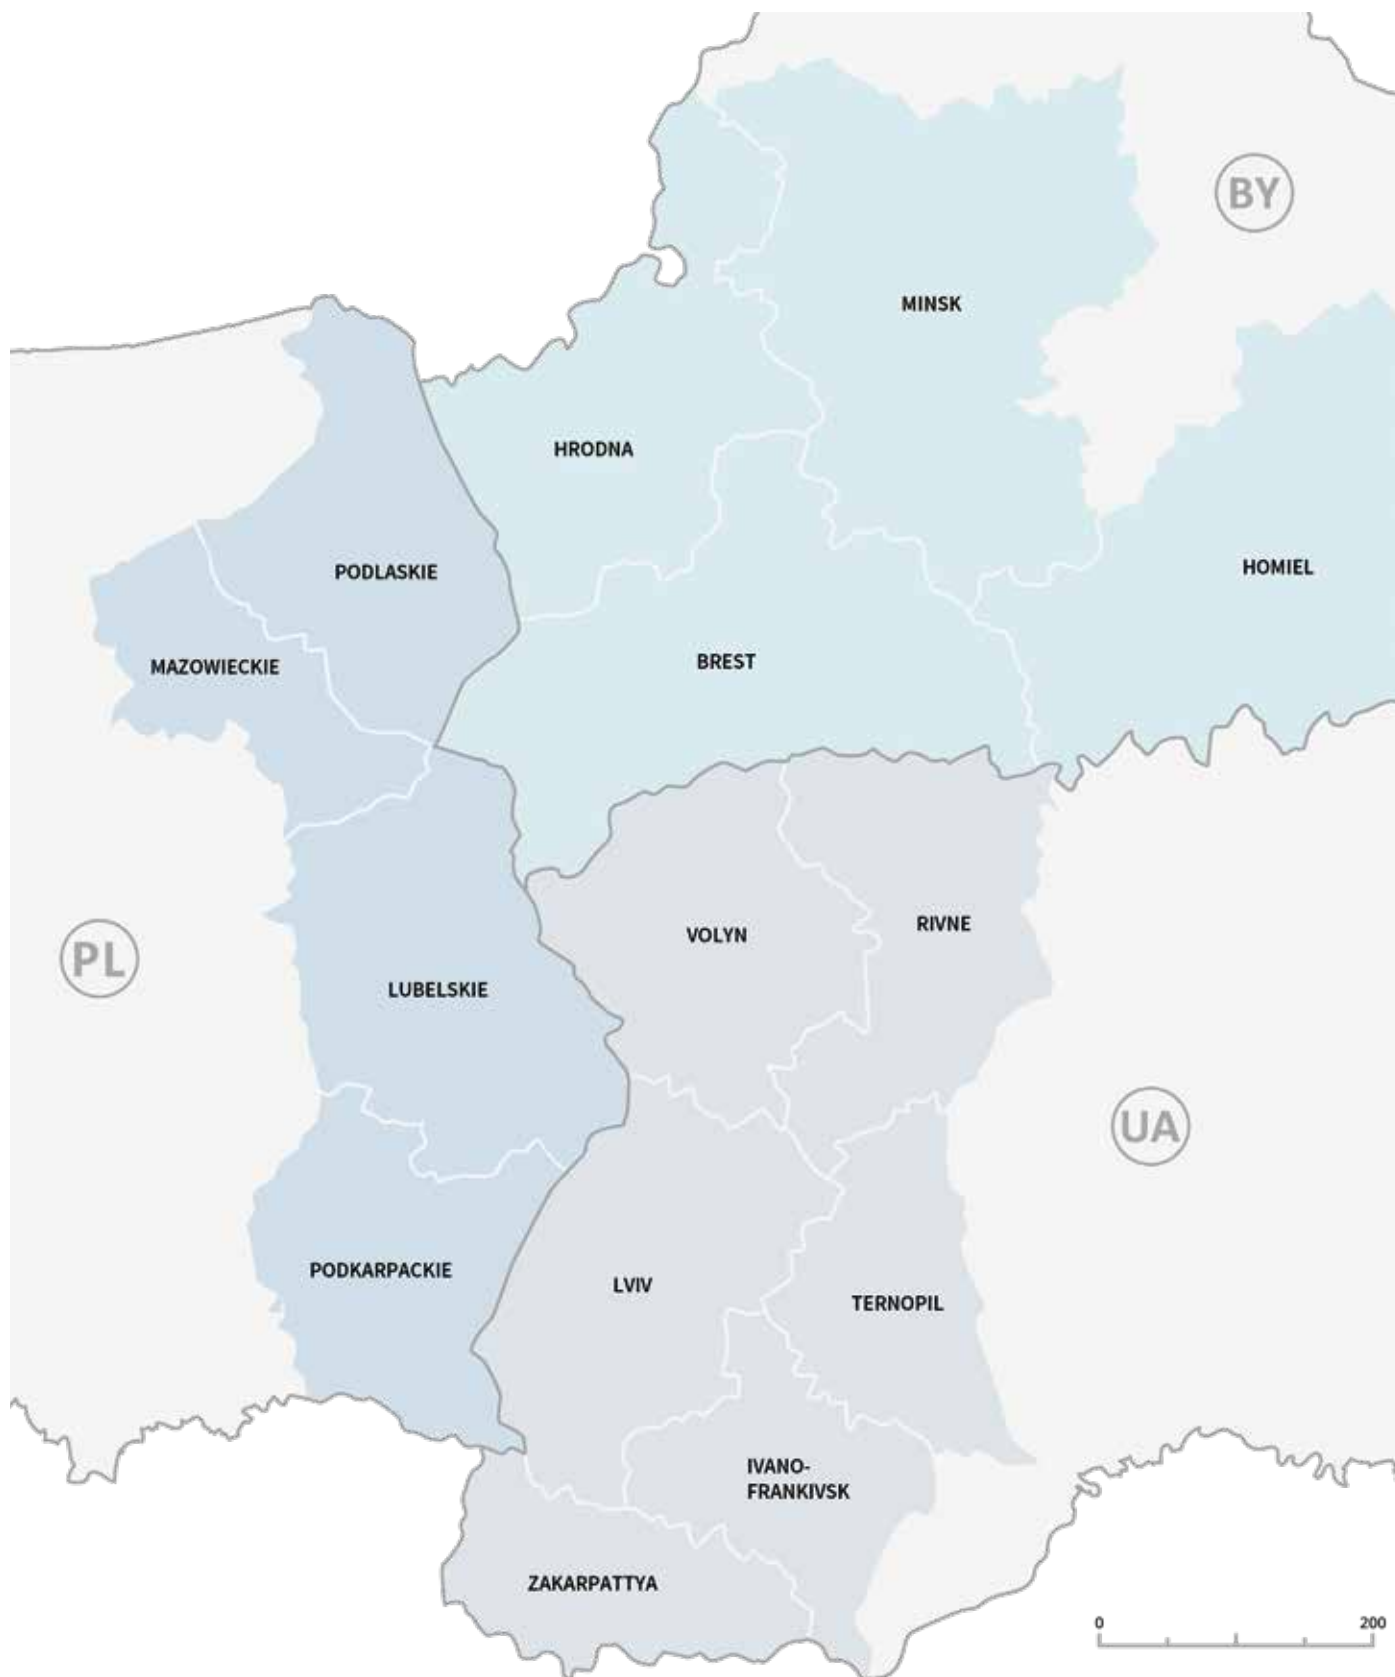 BY
MINSK
HRODNA
HOMIEL
PODLASKIE
BREST
MAZOWIECKIE
VOLYN
RIVNE
PL
LUBELSKIE
UA
PODKARPACKIE
LVIV
TERNOPIL
IVANO-
FRANKIVSK
ZAKARPATTYA
0 200